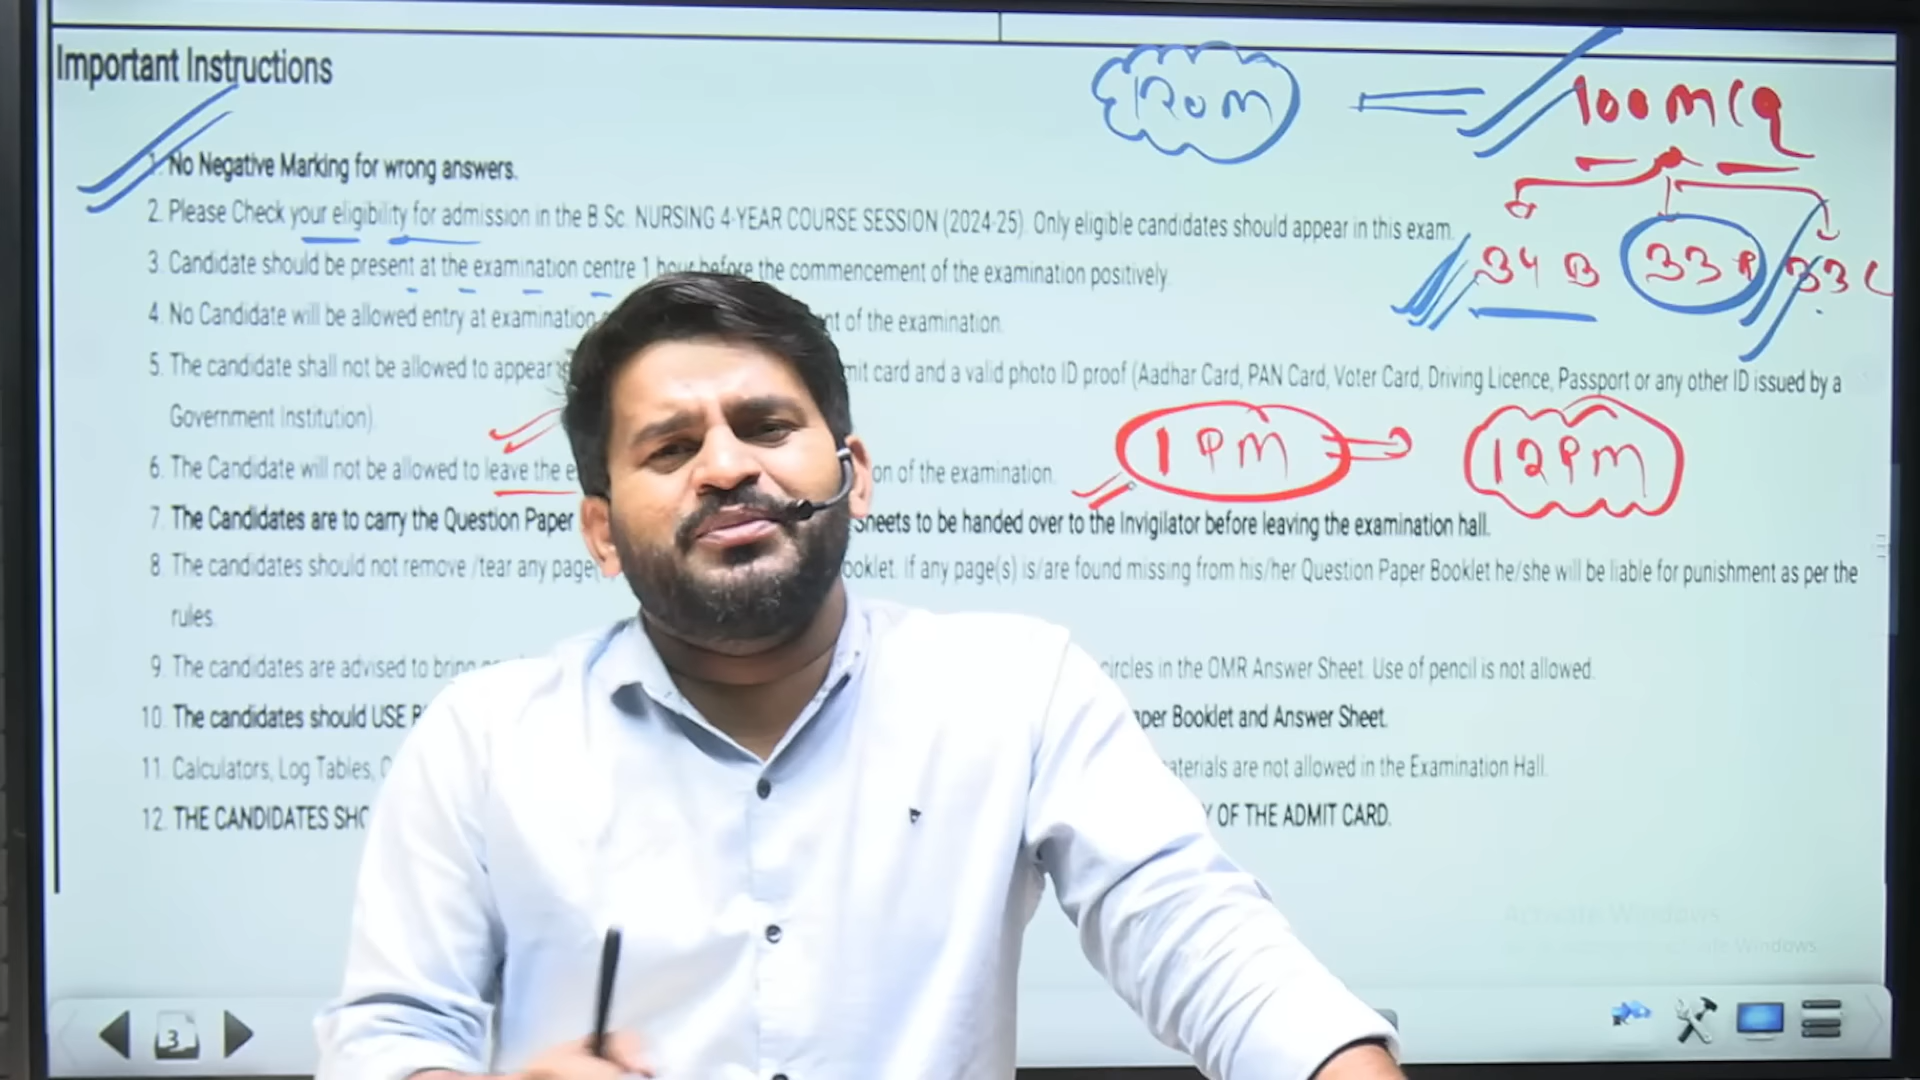 Important Instructions
120 M
100 MCQ
34 B 33 P 33 C
1. No Negative Marking for wrong answers.
2. Please Check your eligibility for admission in the B.Sc. NURSING 4-YEAR COURSE SESSION (2024-25). Only eligible candidates should appear in this exam.
3. Candidate should be present at the examination centre 1 hour before the commencement of the examination positively.
4. No Candidate will be allowed entry at examination nt of the examination.
5. The candidate shall not be allowed to appear mit card and a valid photo ID proof (Aadhar Card, PAN Card, Voter Card, Driving Licence, Passport or any other ID issued by a
Government Institution).
1 PM 12 PM
6. The Candidate will not be allowed to leave the e on of the examination.
7. The Candidates are to carry the Question Paper Sheets to be handed over to the Invigilator before leaving the examination hall.
8. The candidates should not remove /tear any page( ooklet. If any page(s) is/are found missing from his/her Question Paper Booklet he/she will be liable for punishment as per the
rules.
9. The candidates are advised to bring circles in the OMR Answer Sheet. Use of pencil is not allowed.
10. The candidates should USE aper Booklet and Answer Sheet.
11. Calculators, Log Tables, aterials are not allowed in the Examination Hall.
12. THE CANDIDATES SHO Y OF THE ADMIT CARD.
Activate Windows
Windows
3